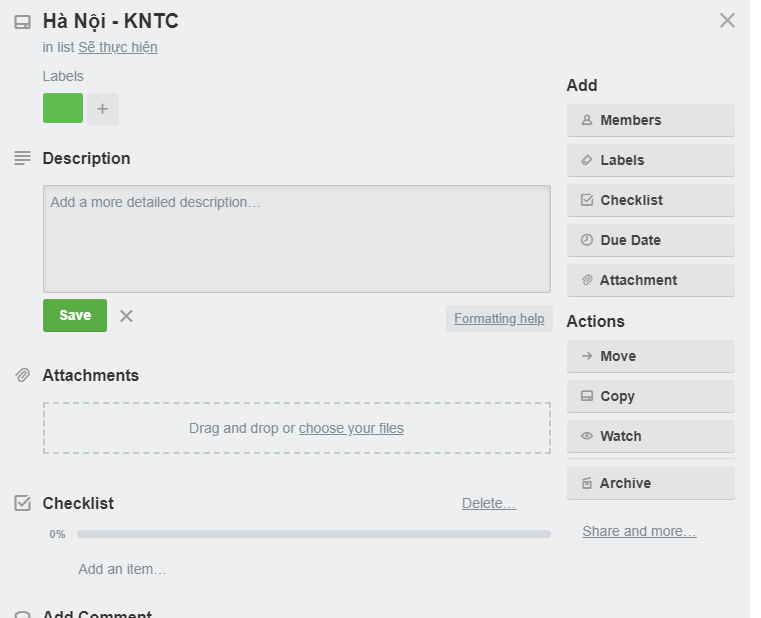 Hà Nội - KNTC
in list Sẽ thực hiện
Labels
+
Description
Add a more detailed description…
Save
Formatting help
Attachments
Drag and drop or choose your files
Checklist
Delete…
0%
Add an item…
Add Comment
Add
Members
Labels
Checklist
Due Date
Attachment
Actions
Move
Copy
Watch
Archive
Share and more…